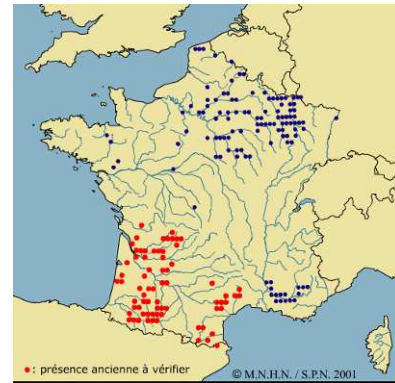 : présence ancienne à vérifier
© M.N.H.N. / S.P.N. 2001